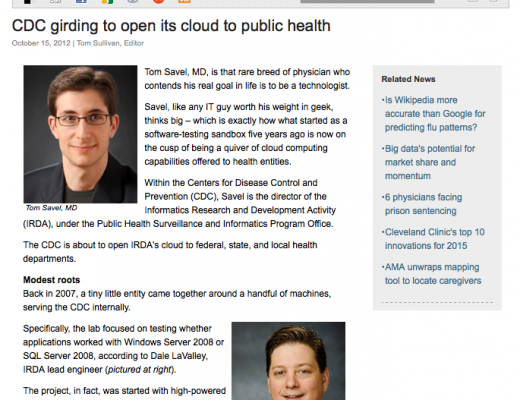 CDC girding to open its cloud to public health
October 15, 2012 | Tom Sullivan, Editor
Tom Savel, MD, is that rare breed of physician who
contends his real goal in life is to be a technologist.
Savel, like any IT guy worth his weight in geek,
thinks big – which is exactly how what started as a
software-testing sandbox five years ago is now on
the cusp of being a quiver of cloud computing
capabilities offered to health entities.
Within the Centers for Disease Control and
Prevention (CDC), Savel is the director of the
Tom Savel, MD
Informatics Research and Development Activity
(IRDA), under the Public Health Surveillance and Informatics Program Office.
The CDC is about to open IRDA's cloud to federal, state, and local health
departments.
Modest roots
Back in 2007, a tiny little entity came together around a handful of machines,
serving the CDC internally.
Specifically, the lab focused on testing whether
applications worked with Windows Server 2008 or
SQL Server 2008, according to Dale LaValley,
IRDA lead engineer (pictured at right).
The project, in fact, was started with high-powered
Related News
•Is Wikipedia more
accurate than Google for
predicting flu patterns?
•Big data's potential for
market share and
momentum
•6 physicians facing
prison sentencing
•Cleveland Clinic's top 10
innovations for 2015
•AMA unwraps mapping
tool to locate caregivers